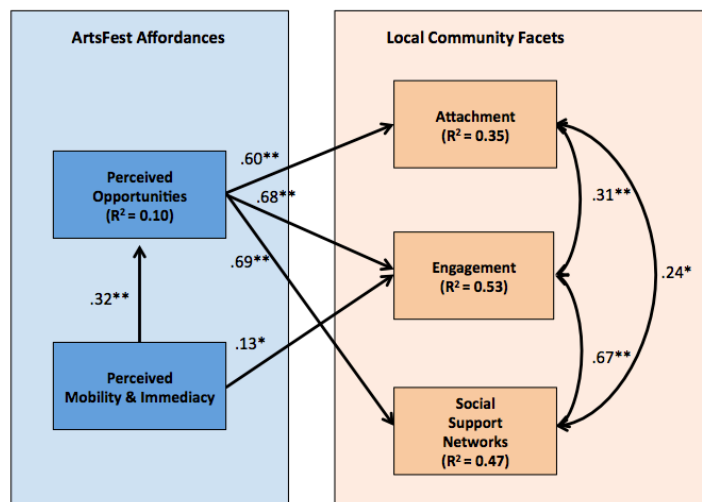 ArtsFest Affordances
Local Community Facets
Attachment
(R² = 0.35)
.60**
Perceived
Opportunities
(R² = 0.10)
.68**
.31**
.69**
Engagement
(R² = 0.53)
.24*
.32**
.13*
Perceived
Mobility & Immediacy
.67**
Social
Support
Networks
(R² = 0.47)